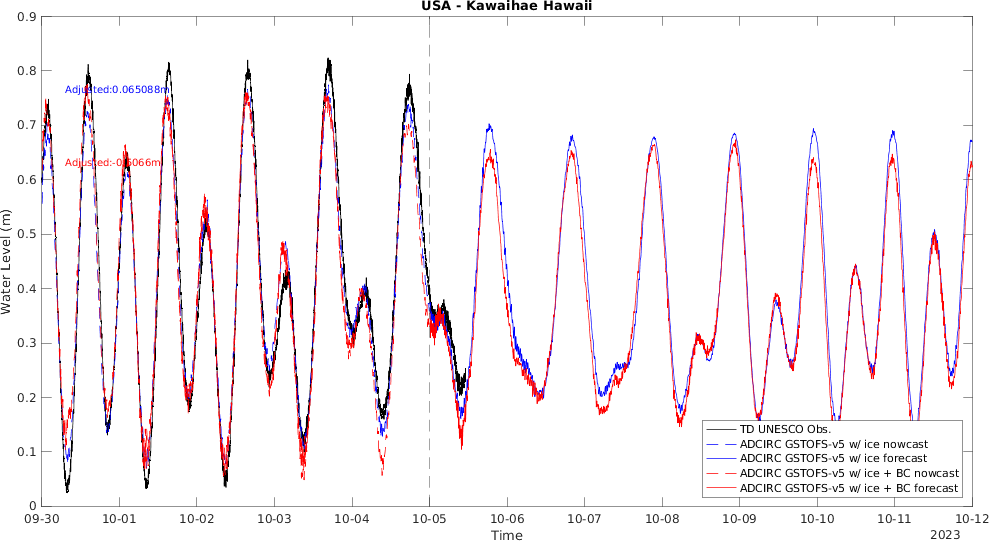 USA - Kawaihae Hawaii
0.9
0.8
0.7
0.6
0.5
0.4
0.3
0.2
0.1
0
Water Level (m)
Adjusted:0.065088m
TD UNESCO Obs.
ADCIRC GSTOFS-v5 w/ ice nowcast
ADCIRC GSTOFS-v5 w/ ice forecast
ADCIRC GSTOFS-v5 w/ ice + BC nowcast
ADCIRC GSTOFS-v5 w/ ice + BC forecast
09-30 10-01 10-02 10-03 10-04 10-05 10-06 10-07 10-08 10-09 10-10 10-11 10-12
Time
2023